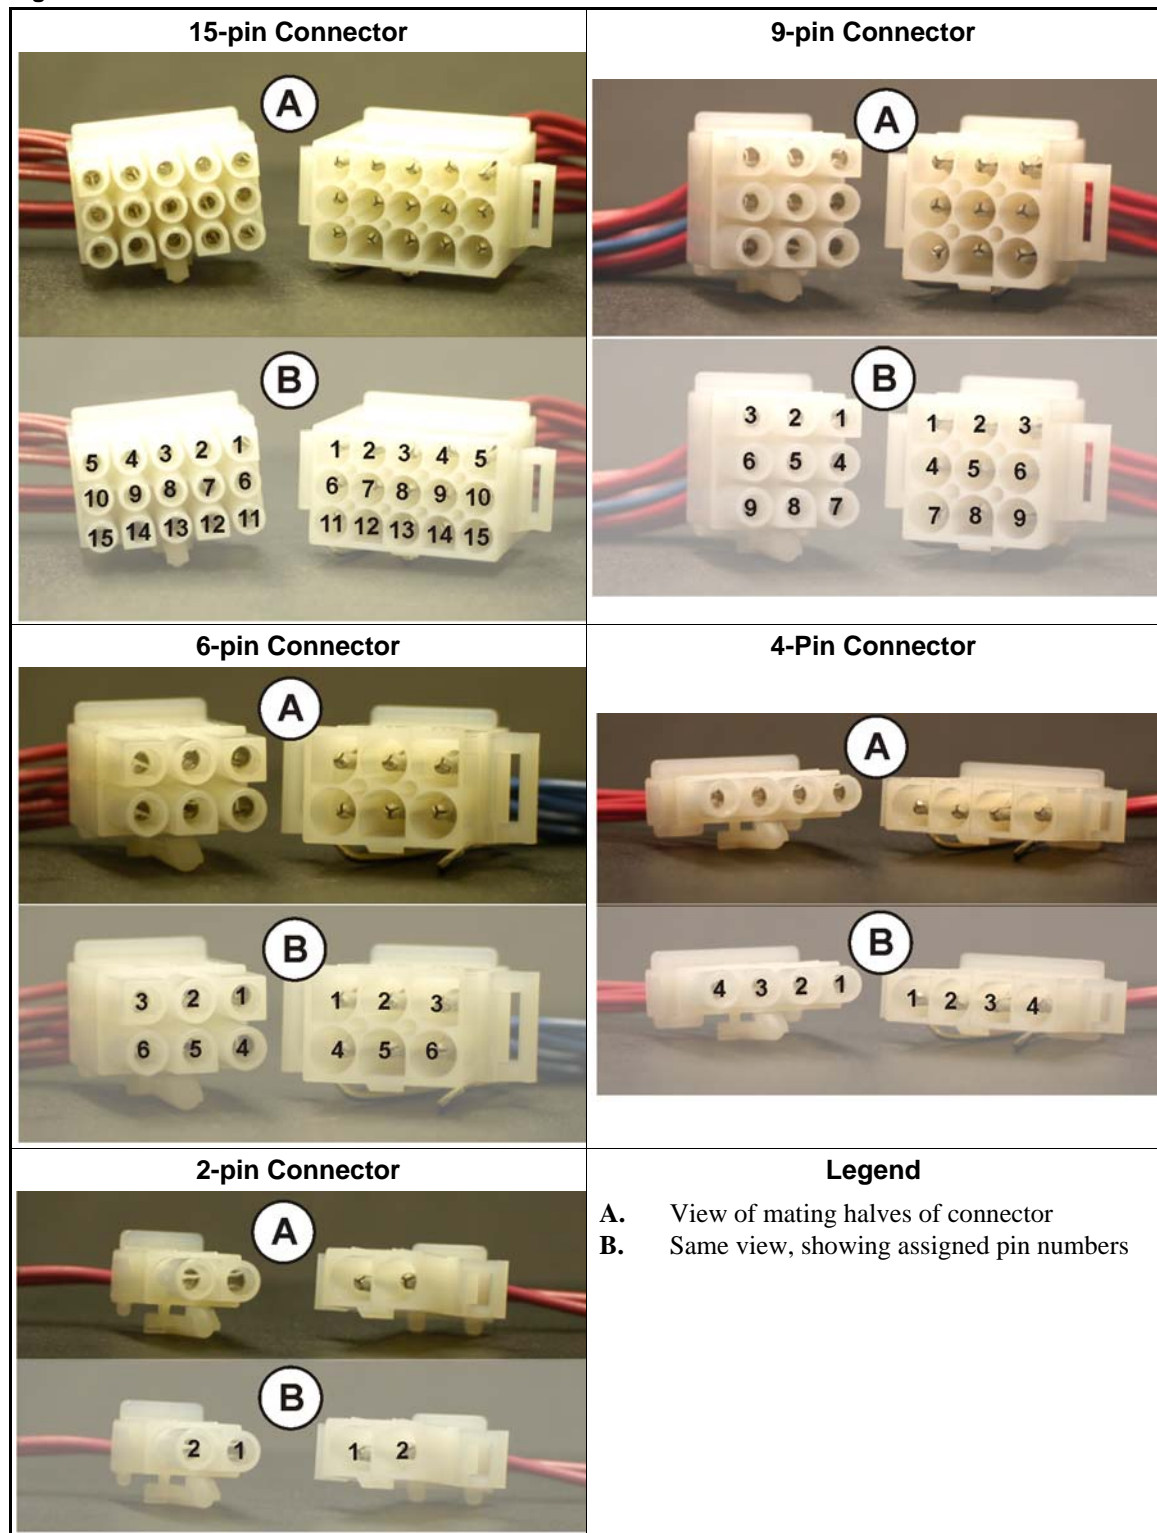 15-pin Connector
A
B
5 4 3 2 1
10 9 8 7 6
15 14 13 12 11
1 2 3 4 5
6 7 8 9 10
11 12 13 14 15
9-pin Connector
A
B
3 2 1
6 5 4
9 8 7
1 2 3
4 5 6
7 8 9
6-pin Connector
A
B
3 2 1
6 5 4
1 2 3
4 5 6
4-Pin Connector
A
B
4 3 2 1
1 2 3 4
2-pin Connector
A
B
2 1
1 2
Legend
A. View of mating halves of connector
B. Same view, showing assigned pin numbers